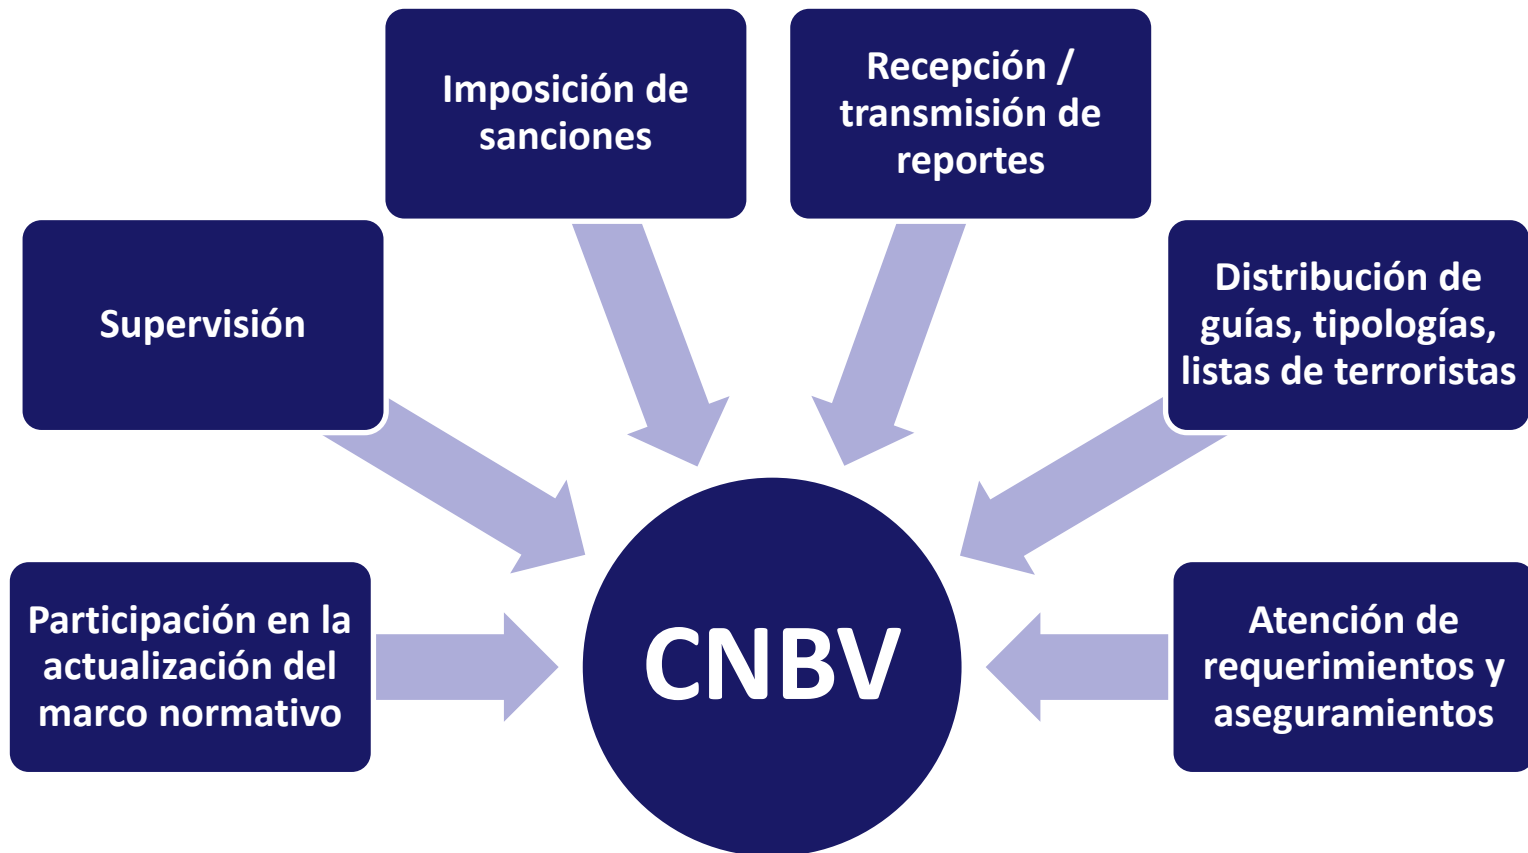 Imposición de
sanciones
Recepción /
transmisión de
reportes
Supervisión
Distribución de
guías, tipologías,
listas de terroristas
Participación en la
actualización del
marco normativo
CNBV
Atención de
requerimientos y
aseguramientos